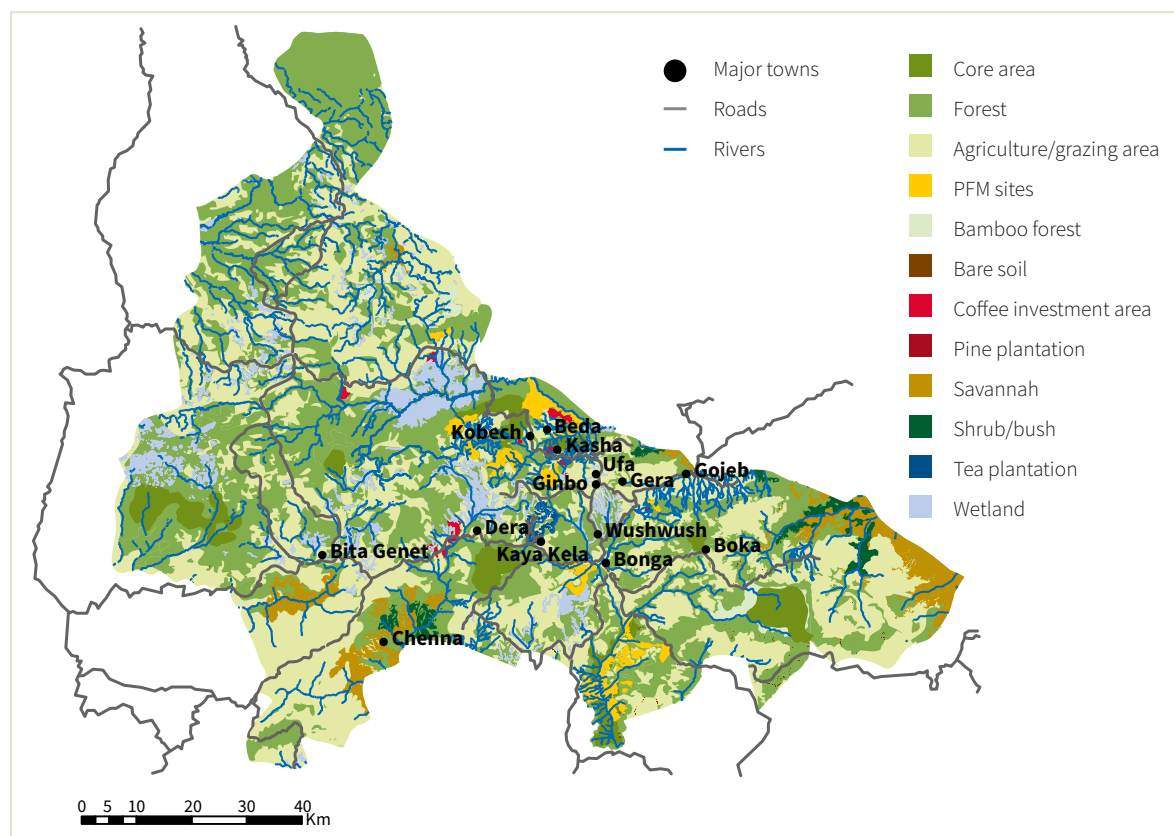 Major towns
Roads
Rivers
Core area
Forest
Agriculture/grazing area
PFM sites
Bamboo forest
Bare soil
Coffee investment area
Pine plantation
Savannah
Shrub/bush
Tea plantation
Wetland
Beda
Kobech
Kasha
Ufa
Gojeb
Ginbo
Gera
Dera
Wushwush
Bita Genet
Kaya Kela
Boka
Bonga
Chenna
0 5 10 20 30 40
Km